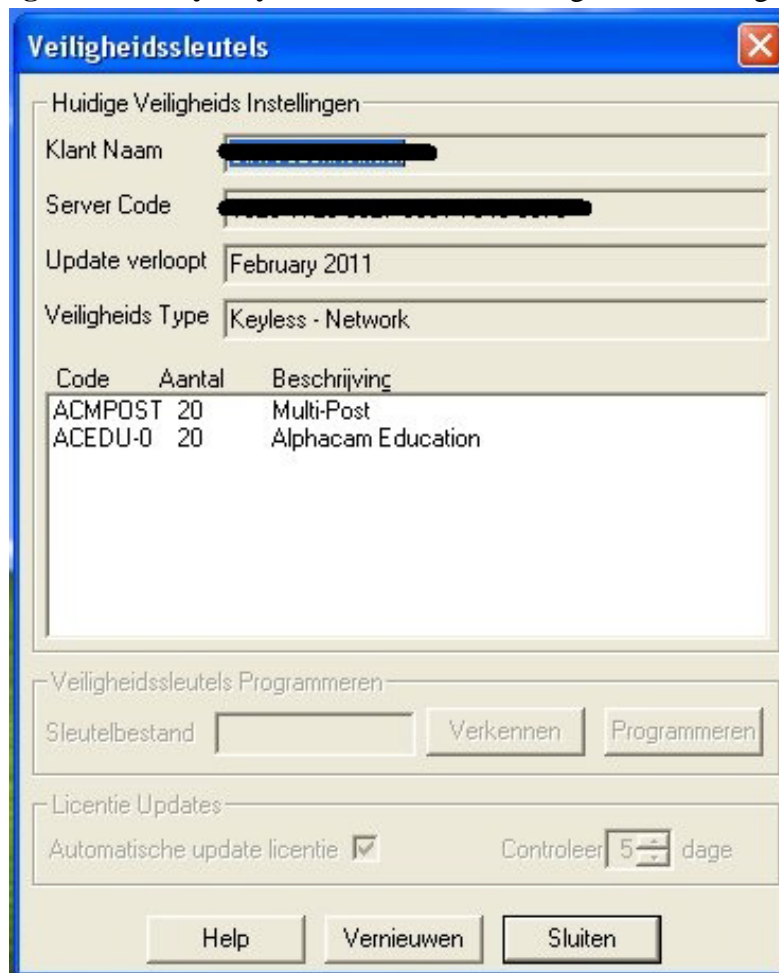 Veiligheidssleutels
Huidige Veiligheids Instellingen
Klant Naam
Server Code
Update verloopt February 2011
Veiligheids Type Keyless - Network
Code Aantal Beschrijving
ACMPOST 20 Multi-Post
ACEDU-0 20 Alphacam Education
Veiligheidssleutels Programmeren
Sleutelbestand Verkennen Programmeren
Licentie Updates
Automatische update licentie Controleer 5 dage
Help Vernieuwen Sluiten